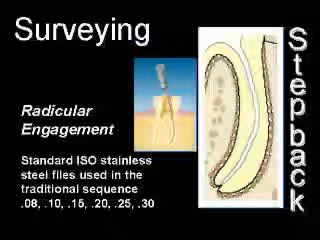 Surveying
Stepback
Radicular
Engagement
Standard ISO stainless
steel files used in the
traditional sequence
.08, .10, .15, .20, .25, .30